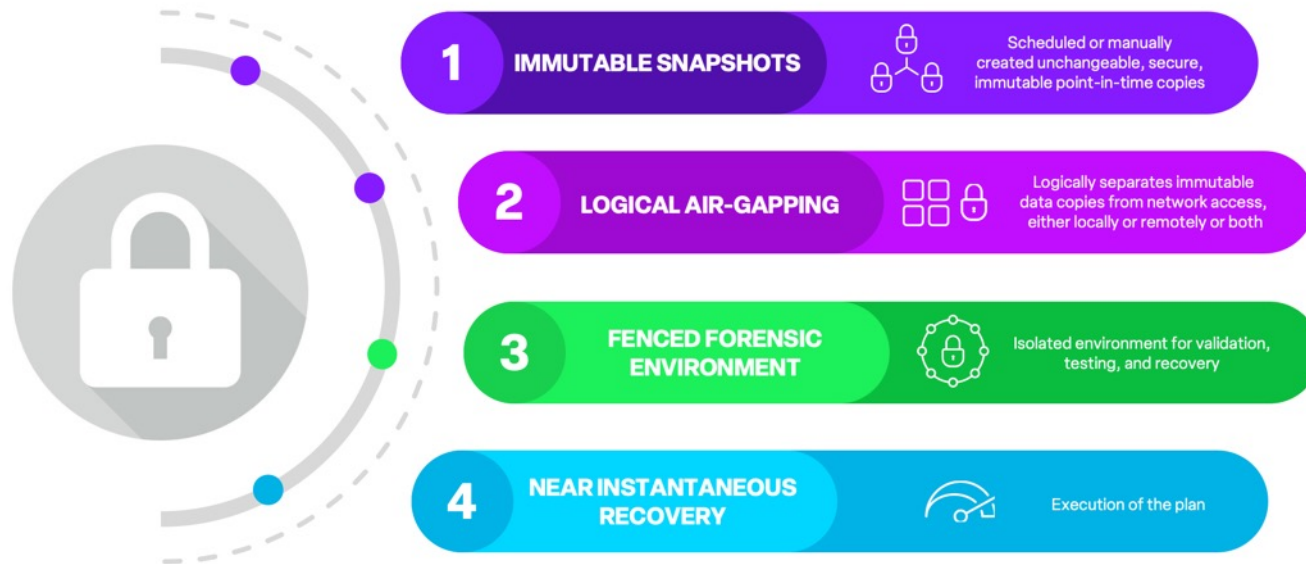 1
IMMUTABLE SNAPSHOTS
Scheduled or manually
created unchangeable, secure,
immutable point-in-time copies
2
LOGICAL AIR-GAPPING
Logically separates immutable
data copies from network access,
either locally or remotely or both
3
FENCED FORENSIC
ENVIRONMENT
Isolated environment for validation,
testing, and recovery
4
NEAR INSTANTANEOUS
RECOVERY
Execution of the plan